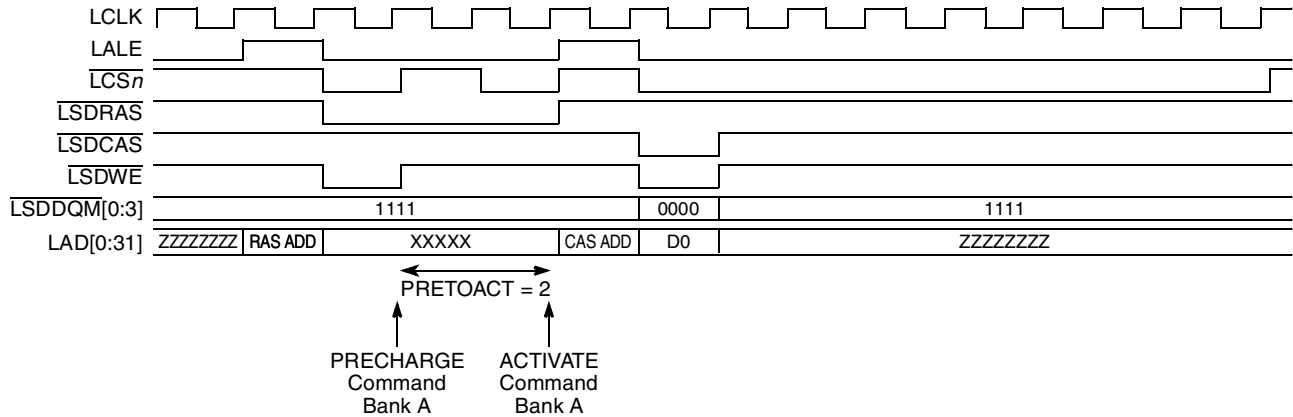 LCLK
LALE
LCSn
LSDRAS
LSDCAS
LSDWE
LSDDQM[0:3] 1111 0000 1111
LAD[0:31] ZZZZZZZZ RAS ADD XXXXX CAS ADD D0 ZZZZZZZZ
PRETOACT = 2
PRECHARGE ACTIVATE
Command Command
Bank A Bank A